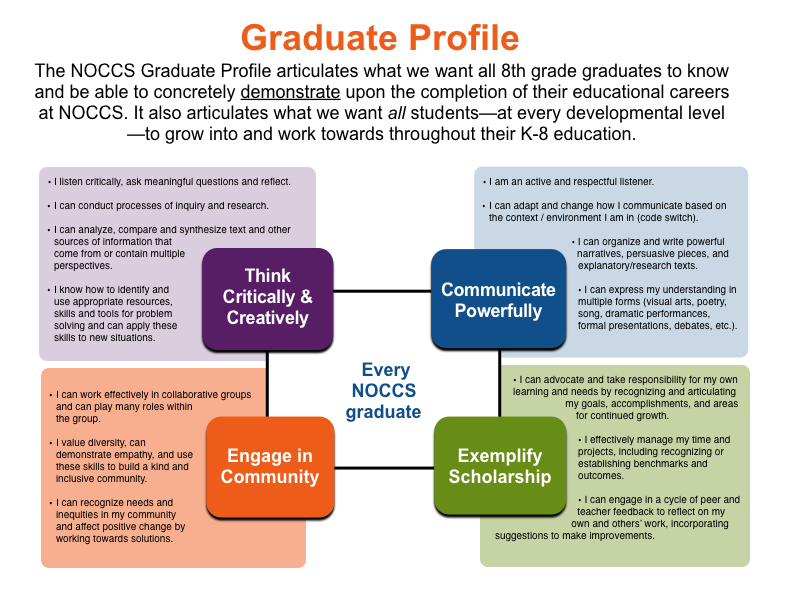 Graduate Profile
The NOCCS Graduate Profile articulates what we want all 8th grade graduates to know
and be able to concretely demonstrate upon the completion of their educational careers
at NOCCS. It also articulates what we want all students—at every developmental level
—to grow into and work towards throughout their K-8 education.
• I listen critically, ask meaningful questions and reflect.
• I can conduct processes of inquiry and research.
• I can analyze, compare and synthesize text and other
sources of information that
come from or contain multiple
perspectives.
• I know how to identify and
use appropriate resources,
skills and tools for problem
solving and can apply these
skills to new situations.
Think
Critically &
Creatively
• I am an active and respectful listener.
• I can adapt and change how I communicate based on
the context / environment I am in (code switch).
• I can organize and write powerful
narratives, persuasive pieces, and
explanatory/research texts.
• I can express my understanding in
multiple forms (visual arts, poetry,
song, dramatic performances,
formal presentations, debates, etc.).
Communicate
Powerfully
Every
NOCCS
graduate
• I can work effectively in collaborative groups
and can play many roles within
the group.
• I value diversity, can
demonstrate empathy, and use
these skills to build a kind and
inclusive community.
• I can recognize needs and
inequities in my community
and affect positive change by
working towards solutions.
Engage in
Community
• I can advocate and take responsibility for my own
learning and needs by recognizing and articulating
my goals, accomplishments, and areas
for continued growth.
• I effectively manage my time and
projects, including recognizing or
establishing benchmarks and
outcomes.
• I can engage in a cycle of peer and
teacher feedback to reflect on my
own and others' work, incorporating
suggestions to make improvements.
Exemplify
Scholarship